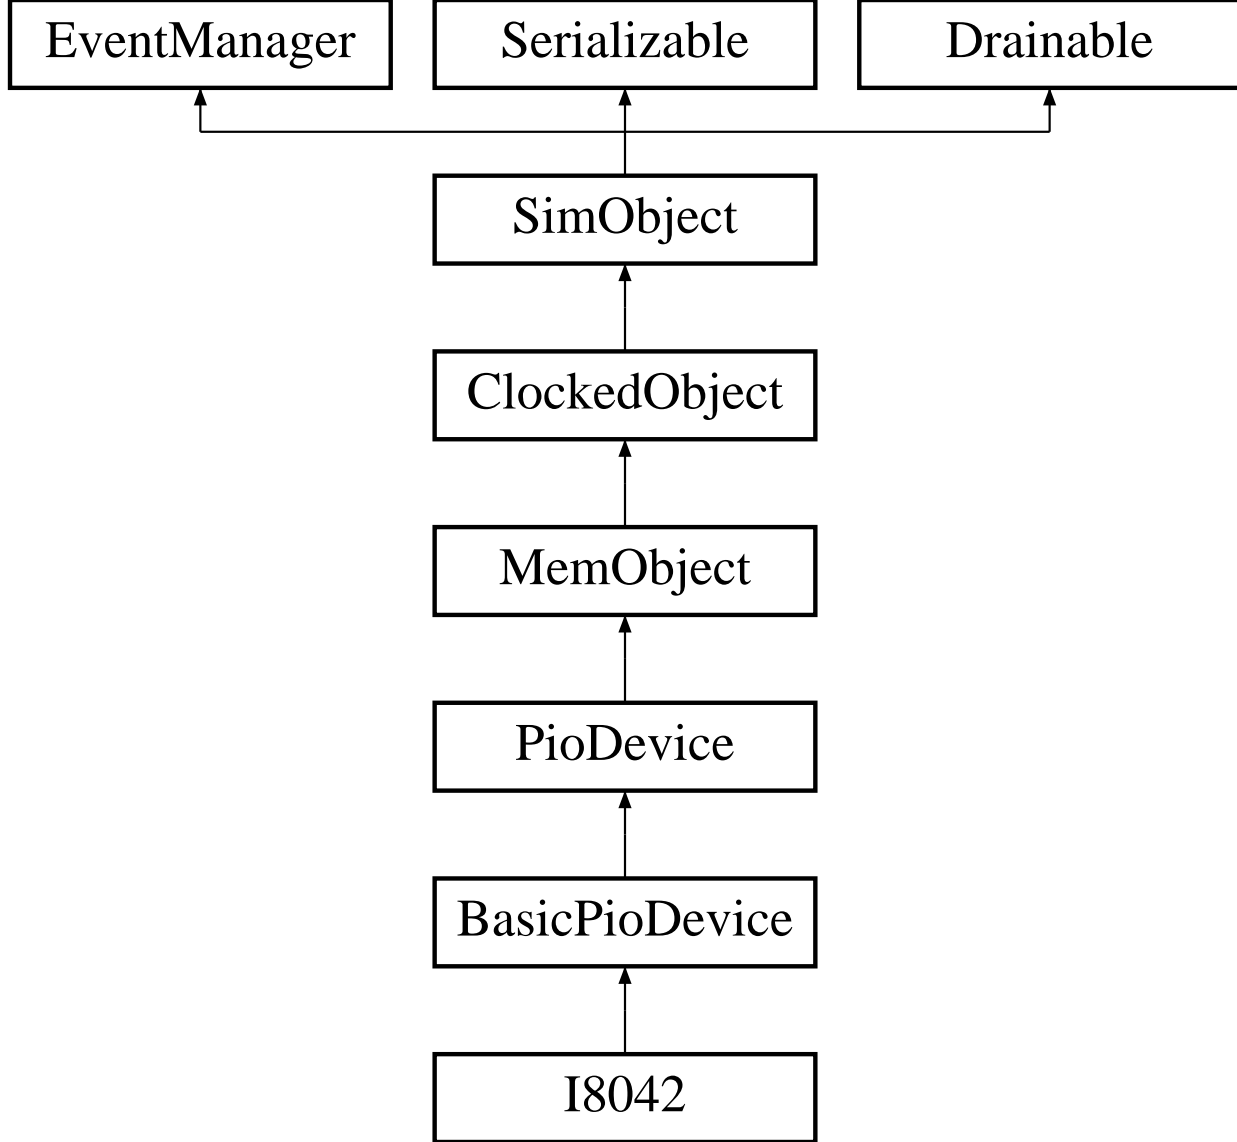 EventManager Serializable Drainable
SimObject
ClockedObject
MemObject
PioDevice
BasicPioDevice
I8042